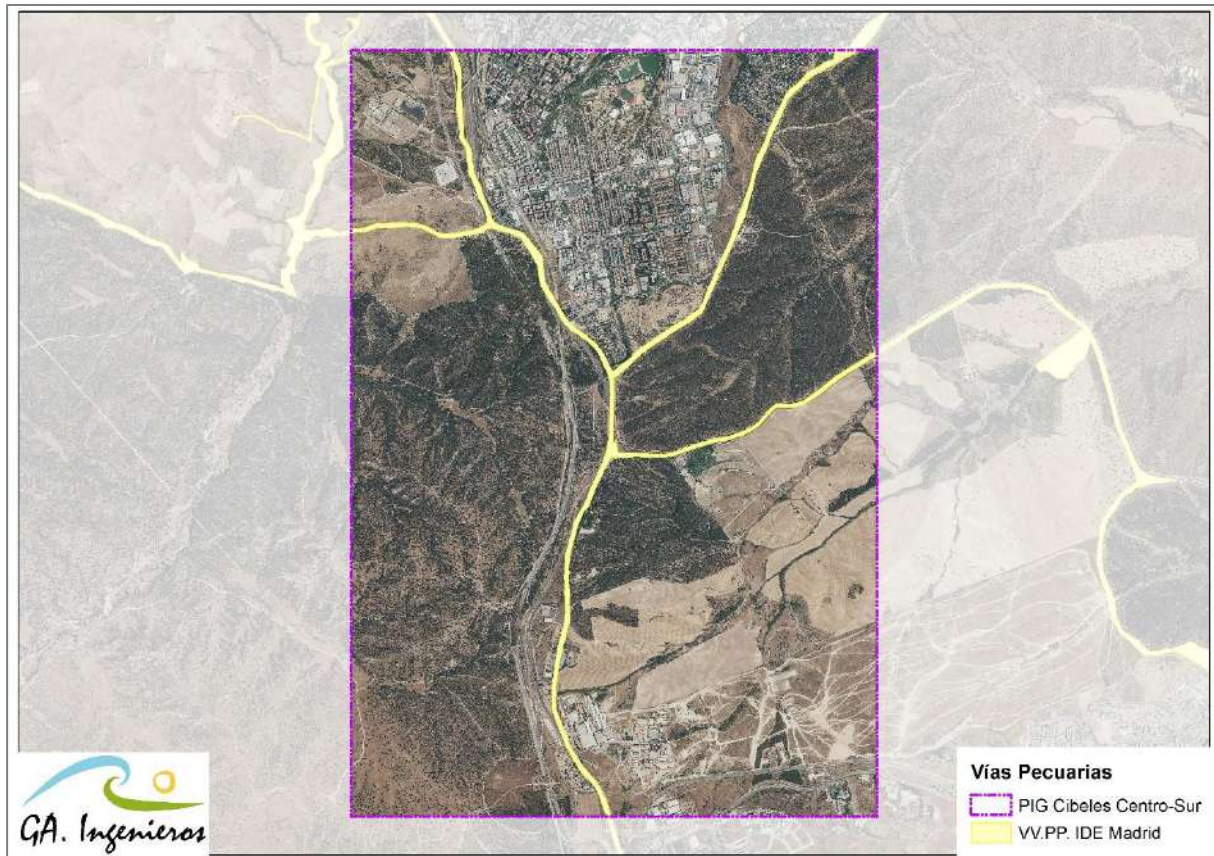 GA. Ingenieros
Vías Pecuarias
PIG Cibeles Centro-Sur
VV.PP. IDE Madrid